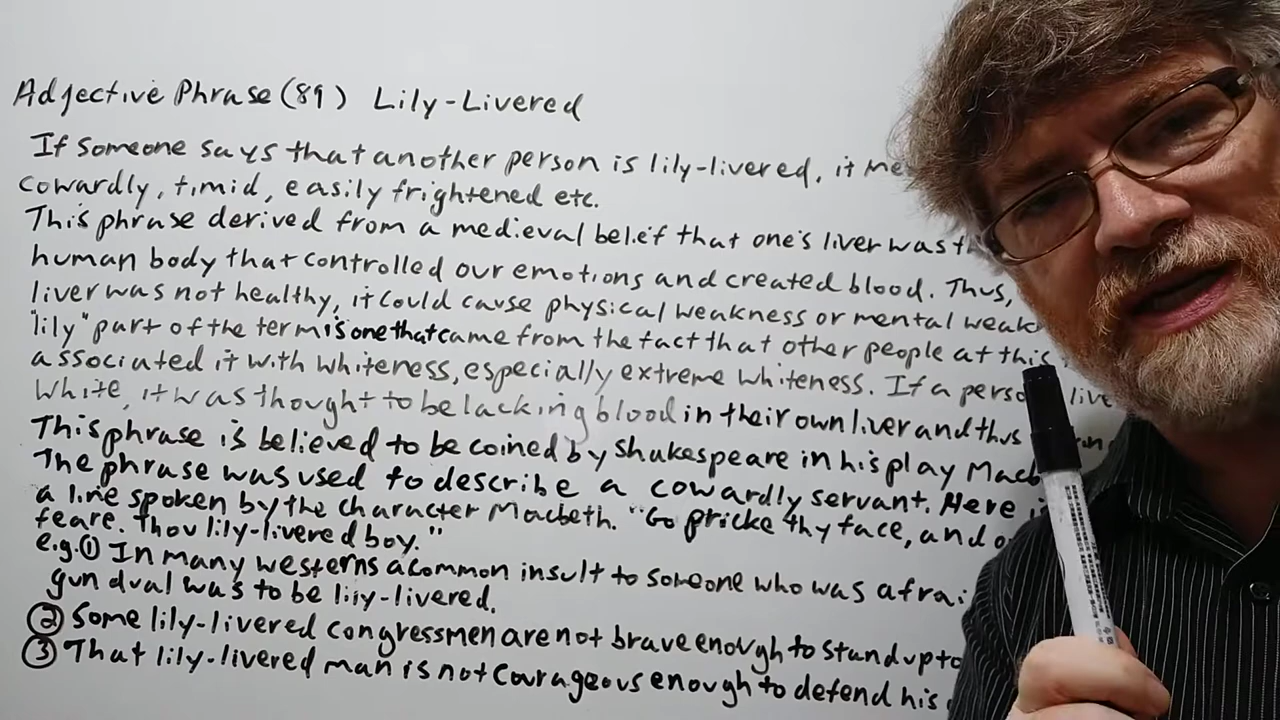 Adjective Phrase (89) Lily-Livered
If someone says that another person is lily-livered, it me
cowardly, timid, easily frightened etc.
This phrase derived from a medieval belief that one's liver was th
human body that controlled our emotions and created blood. Thus,
liver was not healthy, it could cause physical weakness or mental weak
"lily" part of the term is one that came from the fact that other people at this
associated it with whiteness, especially extreme whiteness. If a perso live
white, it was thought to be lacking blood in their own liver and thus
This phrase is believed to be coined by Shakespeare in his play Macb
The phrase was used to describe a cowardly servant. Here i
a line spoken by the character Macbeth. "Go pricke thy face, and o
feare. Thou lily-livered boy."
e.g. ① In many westerns a common insult to someone who was afrai
gun dual was to be lily-livered.
② Some lily-livered congressmen are not brave enough to stand up to
③ That lily-livered man is not courageous enough to defend his